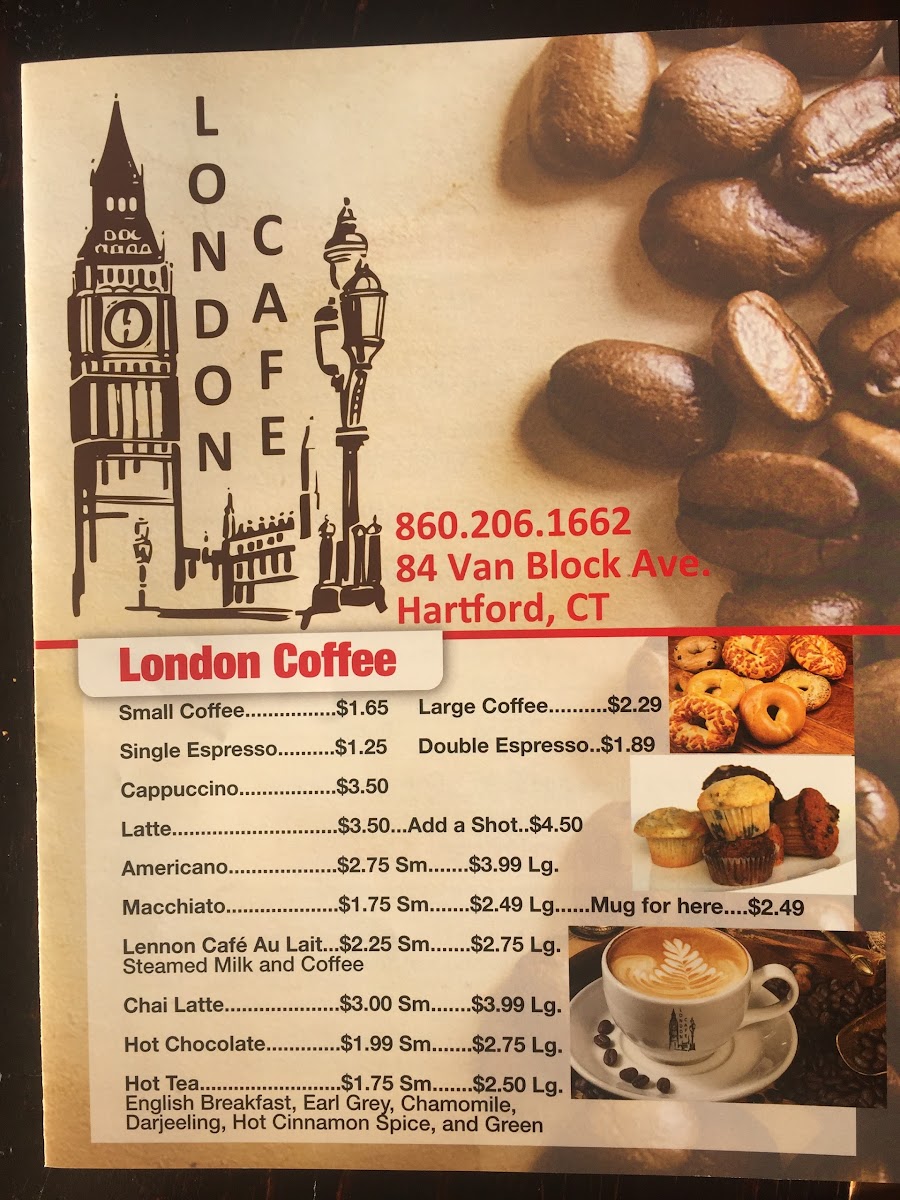 LONDON
CAFE
860.206.1662
84 Van Block Ave.
Hartford, CT
London Coffee
Small Coffee................$1.65 Large Coffee..........$2.29
Single Espresso..........$1.25 Double Espresso..$1.89
Cappuccino.................$3.50
Latte.............................$3.50...Add a Shot..$4.50
Americano...................$2.75 Sm.......$3.99 Lg.
Macchiato....................$1.75 Sm.......$2.49 Lg......Mug for here....$2.49
Lennon Café Au Lait...$2.25 Sm.......$2.75 Lg.
Steamed Milk and Coffee
Chai Latte....................$3.00 Sm.......$3.99 Lg.
Hot Chocolate.............$1.99 Sm.......$2.75 Lg.
Hot Tea.........................$1.75 Sm.......$2.50 Lg.
English Breakfast, Earl Grey, Chamomile,
Darjeeling, Hot Cinnamon Spice, and Green
LONDON
CAFE